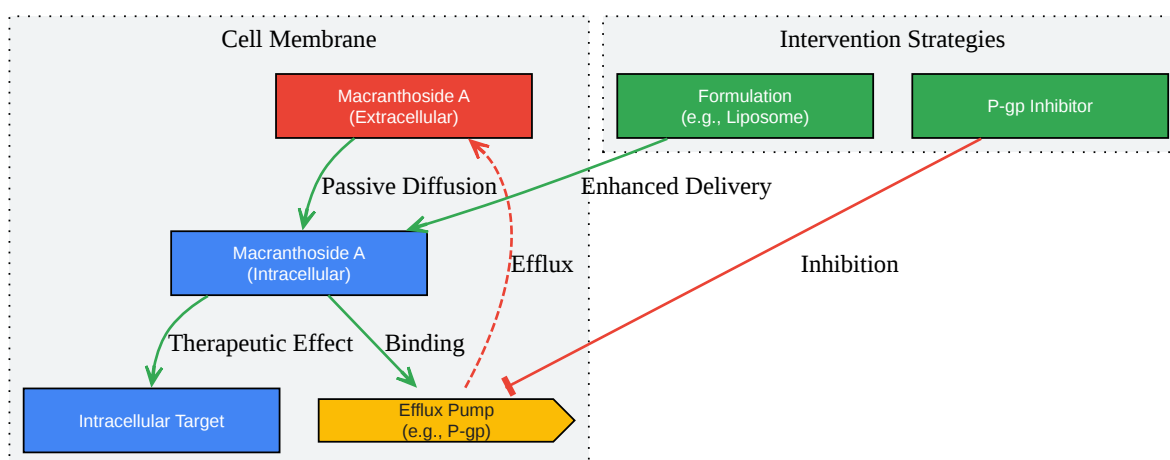 Cell Membrane
Intervention Strategies
Macranthoside A
(Extracellular)
Formulation
(e.g., Liposome)
P-gp Inhibitor
Passive Diffusion
Enhanced Delivery
Macranthoside A
(Intracellular)
Efflux
Inhibition
Therapeutic Effect
Binding
Intracellular Target
Efflux Pump
(e.g., P-gp)